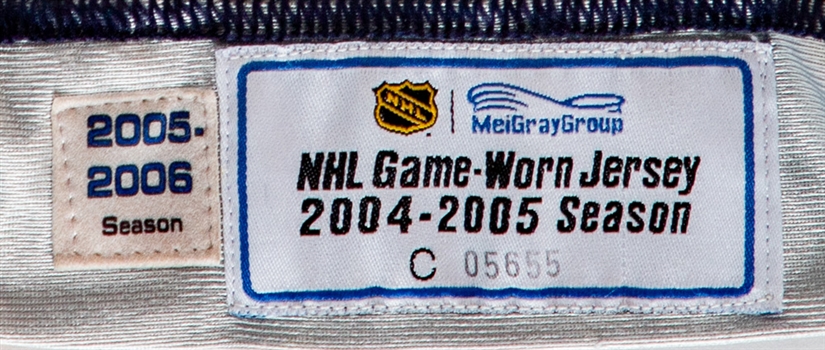 2005-
2006
Season
NHL
MeiGrayGroup
NHL Game-Worn Jersey
2004-2005 Season
C 05655